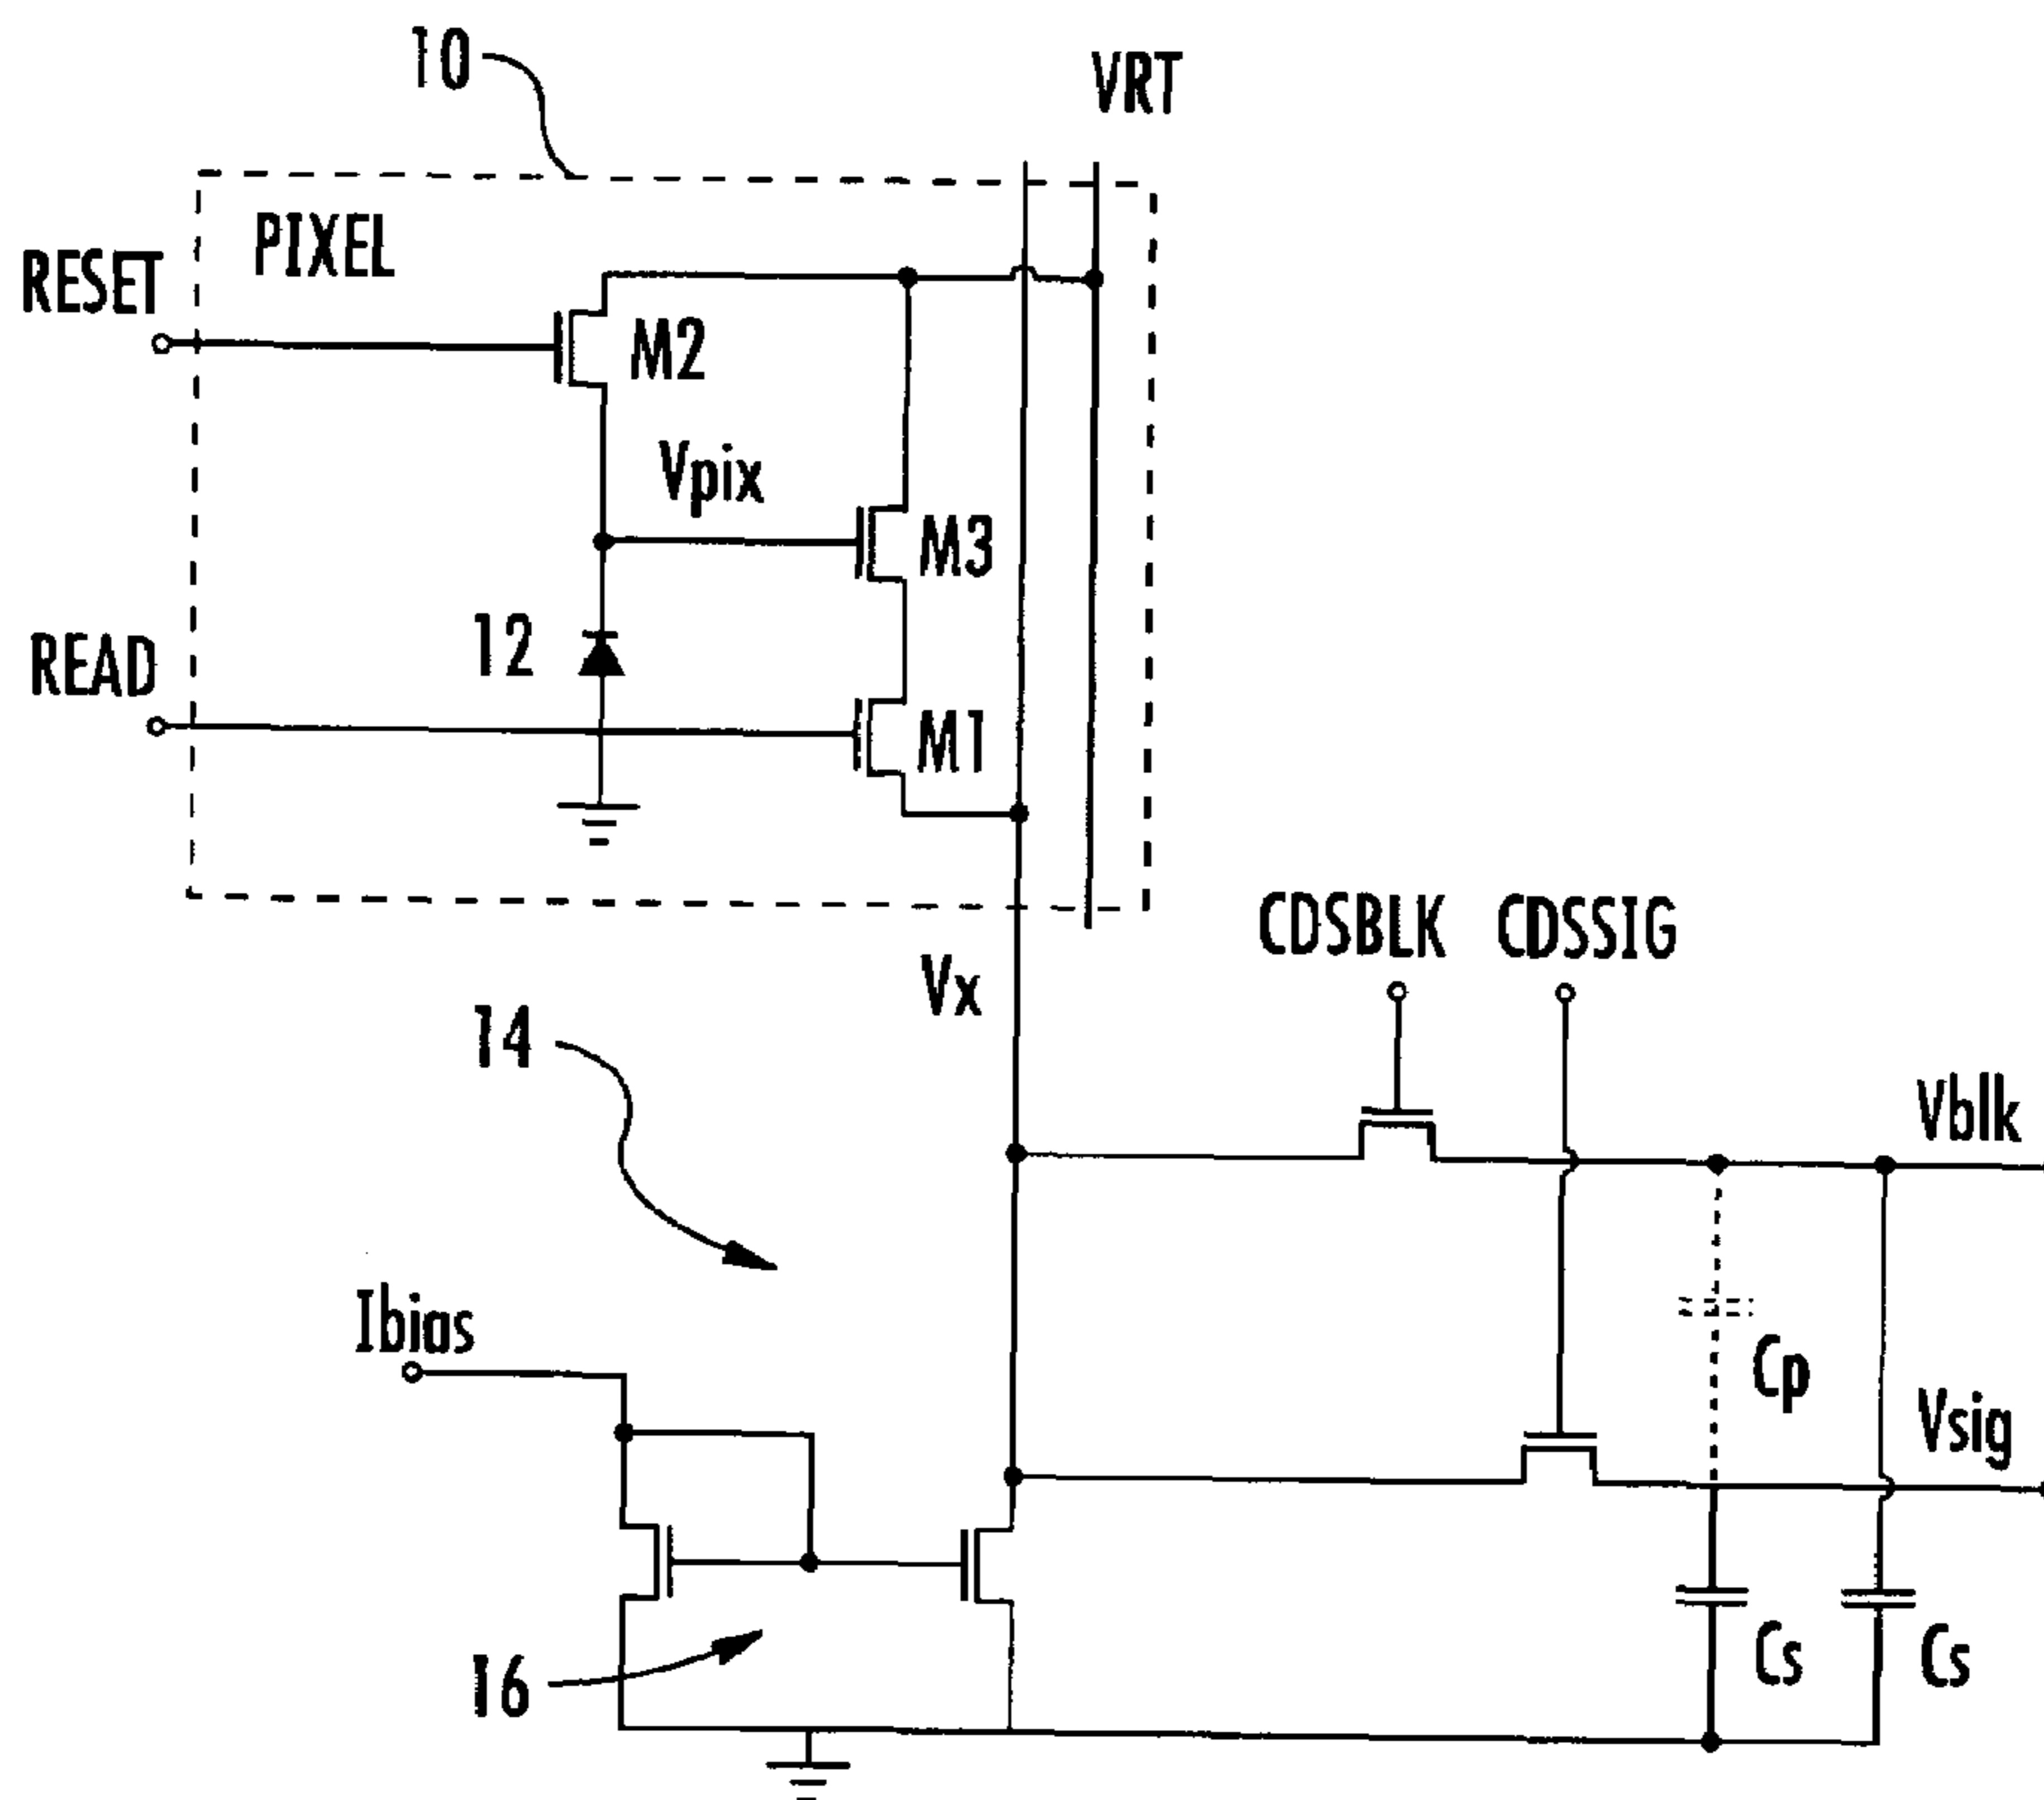 10
VRT
PIXEL
RESET
M2
Vpix
M3
12
READ
M1
CDSBLK CDSSIG
Vx
14
Vblk
Ibias
Cp
Vsig
16
Cs
Cs